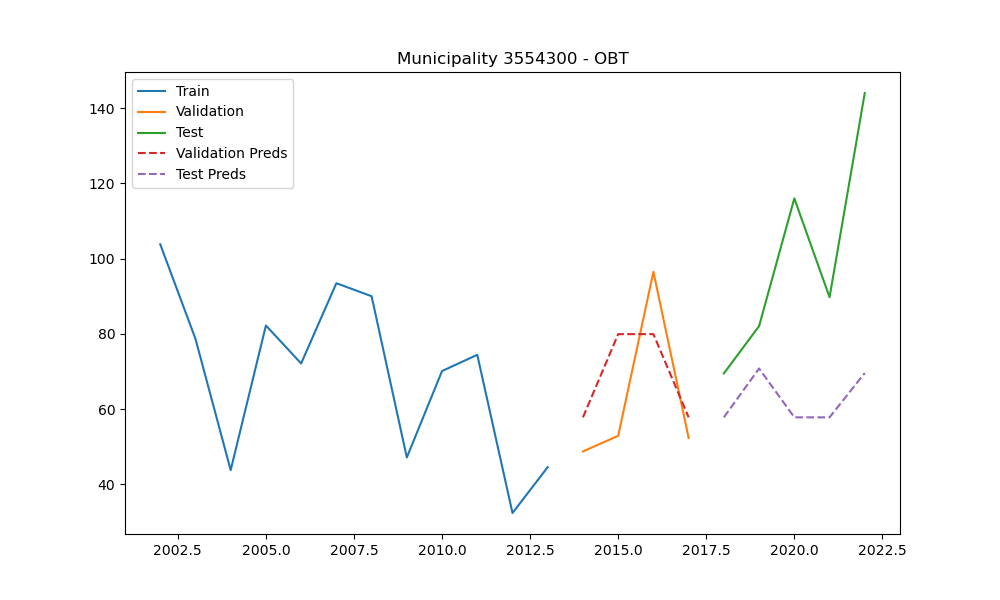 Municipality 3554300 - OBT
Train
Validation
Test
Validation Preds
Test Preds
140
120
100
80
60
40
2002.5 2005.0 2007.5 2010.0 2012.5 2015.0 2017.5 2020.0 2022.5